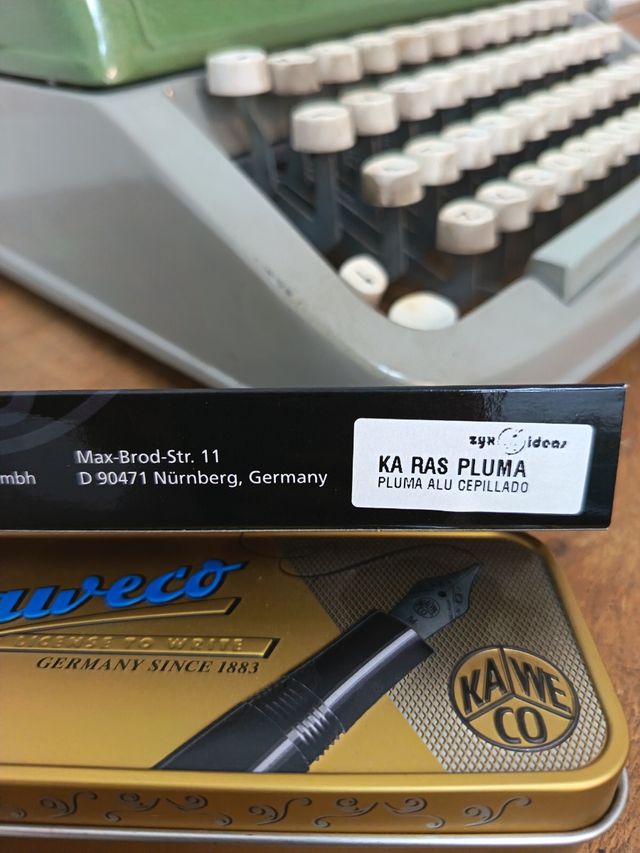 zyx ideas
Max-Brod-Str. 11
KA RAS PLUMA
mbh
D 90471 Nürnberg, Germany
PLUMA ALU CEPILLADO
aweco
LICENSE TO WRITE
GERMANY SINCE 1883
KA WE
CO